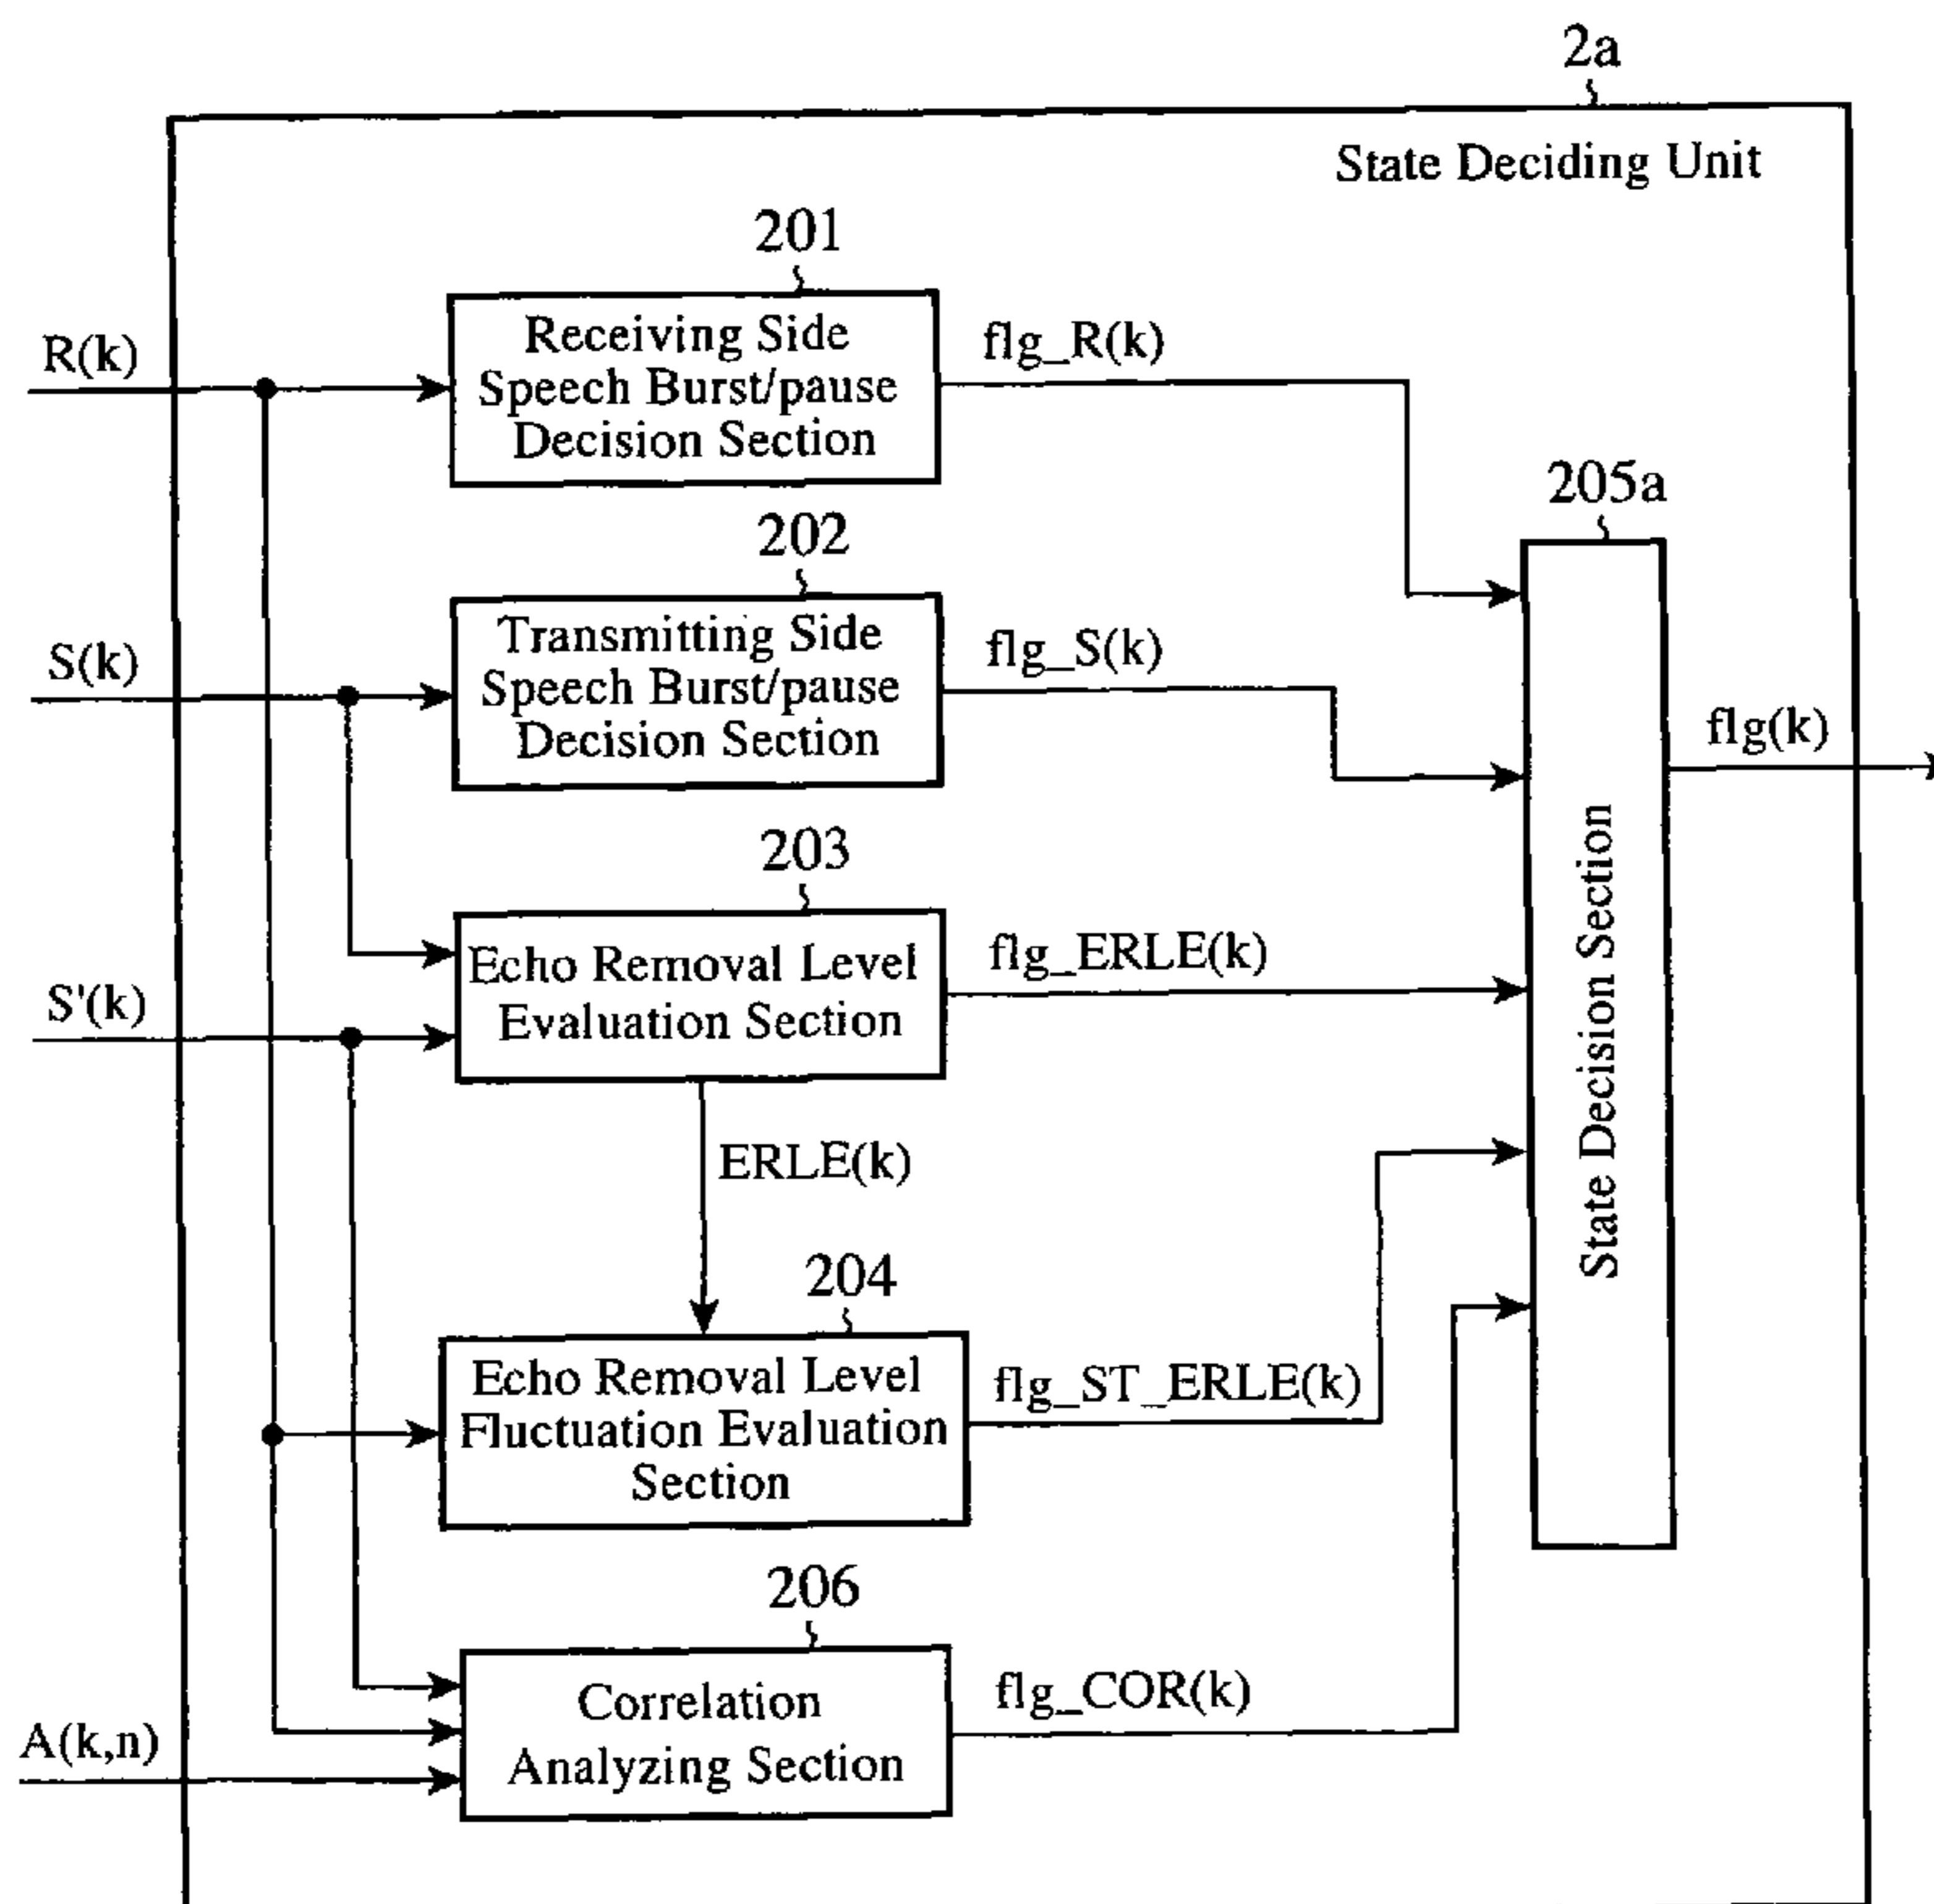 2a
State Deciding Unit
201
R(k)
Receiving Side
Speech Burst/pause
Decision Section
flg_R(k)
205a
202
S(k)
Transmitting Side
Speech Burst/pause
Decision Section
flg_S(k)
State Decision Section
flg(k)
203
S'(k)
Echo Removal Level
Evaluation Section
flg_ERLE(k)
ERLE(k)
204
Echo Removal Level
Fluctuation Evaluation
Section
flg_ST_ERLE(k)
206
A(k,n)
Correlation
Analyzing Section
flg_COR(k)